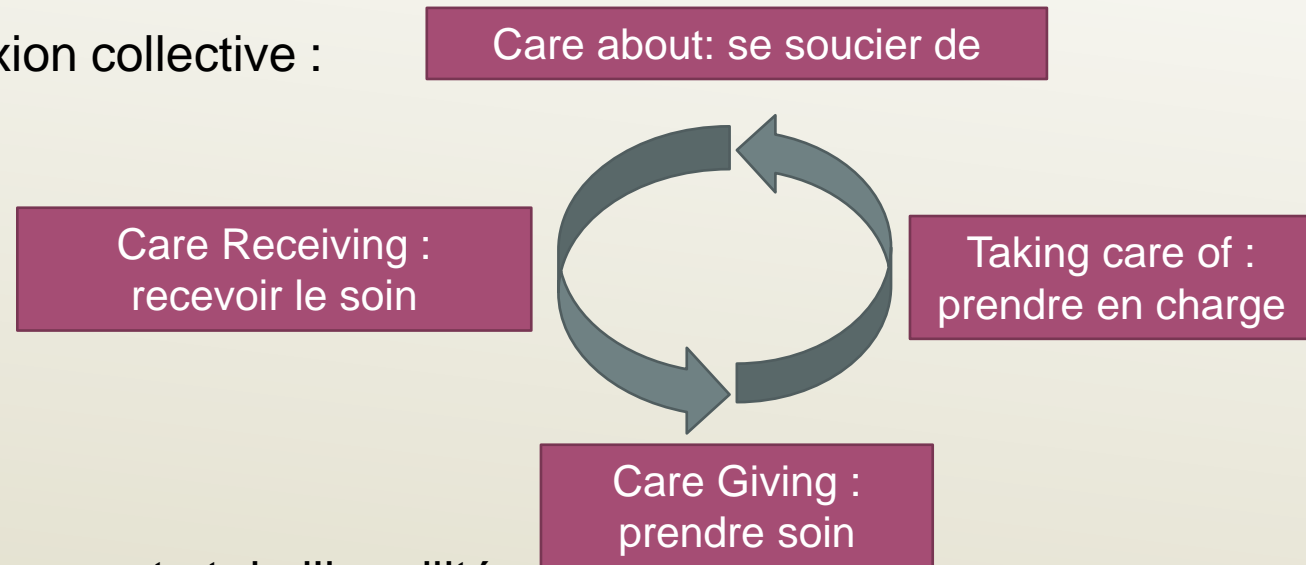 xion collective :
Care about: se soucier de
Care Receiving :
recevoir le soin
Taking care of :
prendre en charge
Care Giving :
prendre soin